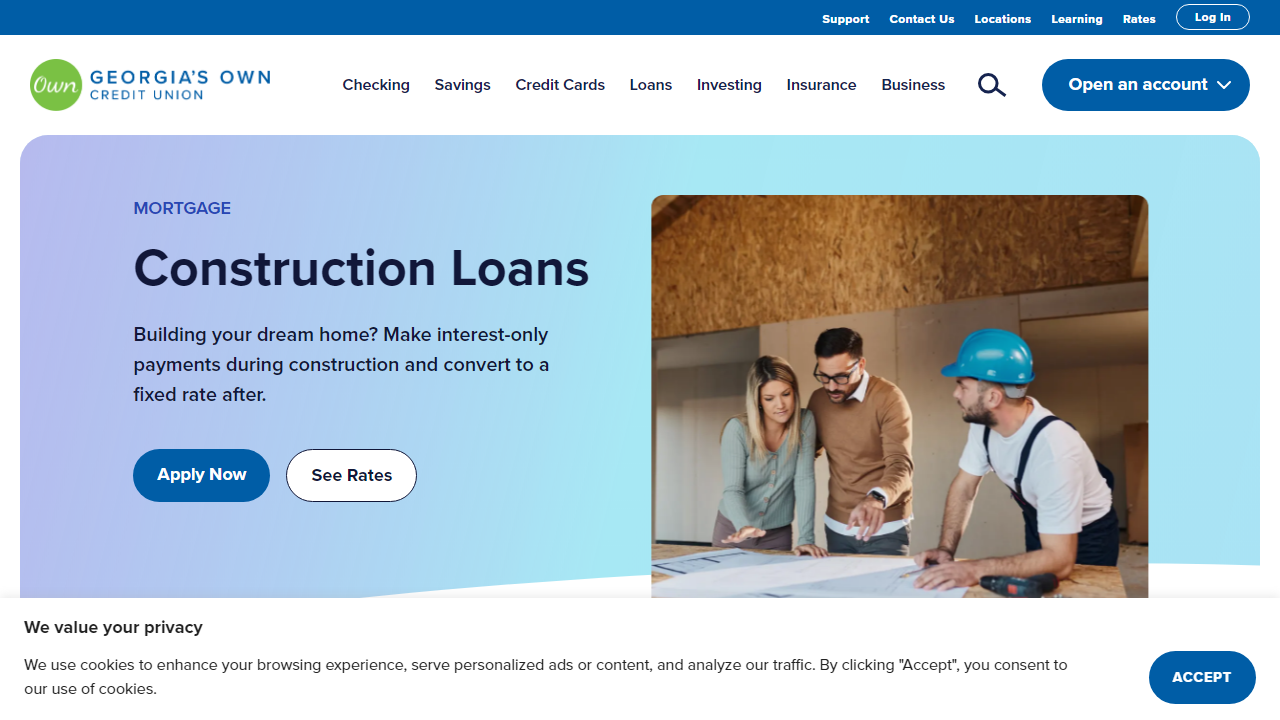 Support Contact Us Locations Learning Rates Log In
Own GEORGIA'S OWN
CREDIT UNION
Checking Savings Credit Cards Loans Investing Insurance Business
Open an account
MORTGAGE
Construction Loans
Building your dream home? Make interest-only
payments during construction and convert to a
fixed rate after.
Apply Now See Rates
We value your privacy
We use cookies to enhance your browsing experience, serve personalized ads or content, and analyze our traffic. By clicking "Accept", you consent to
our use of cookies.
ACCEPT